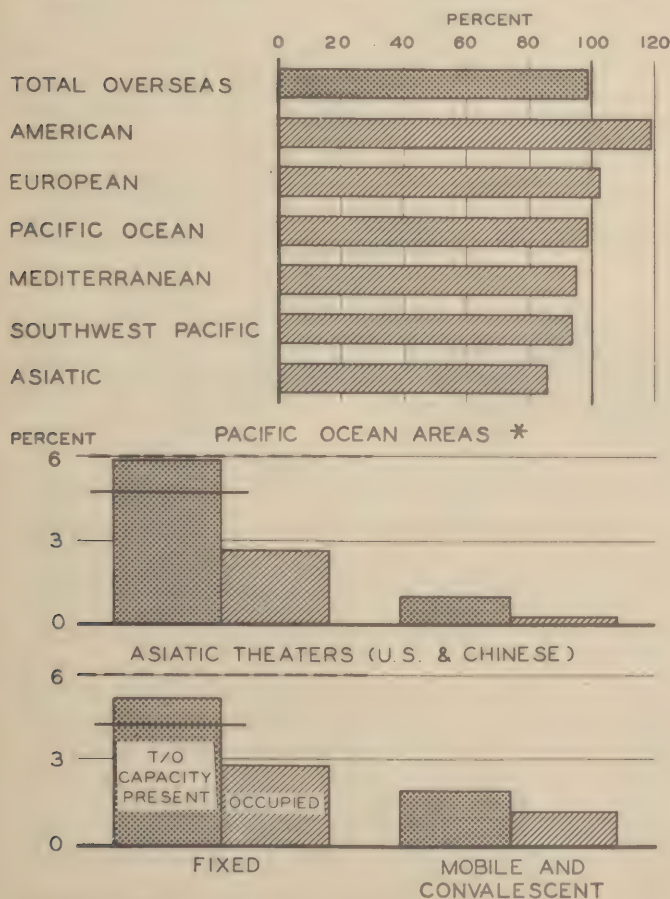 PERCENT
0 20 40 60 80 100 120
TOTAL OVERSEAS
AMERICAN
EUROPEAN
PACIFIC OCEAN
MEDITERRANEAN
SOUTHWEST PACIFIC
ASIATIC
PERCENT PACIFIC OCEAN AREAS *
6
3
0
ASIATIC THEATERS (U.S. & CHINESE)
6
3
0
T/O
CAPACITY
PRESENT
OCCUPIED
FIXED
MOBILE AND
CONVALESCENT